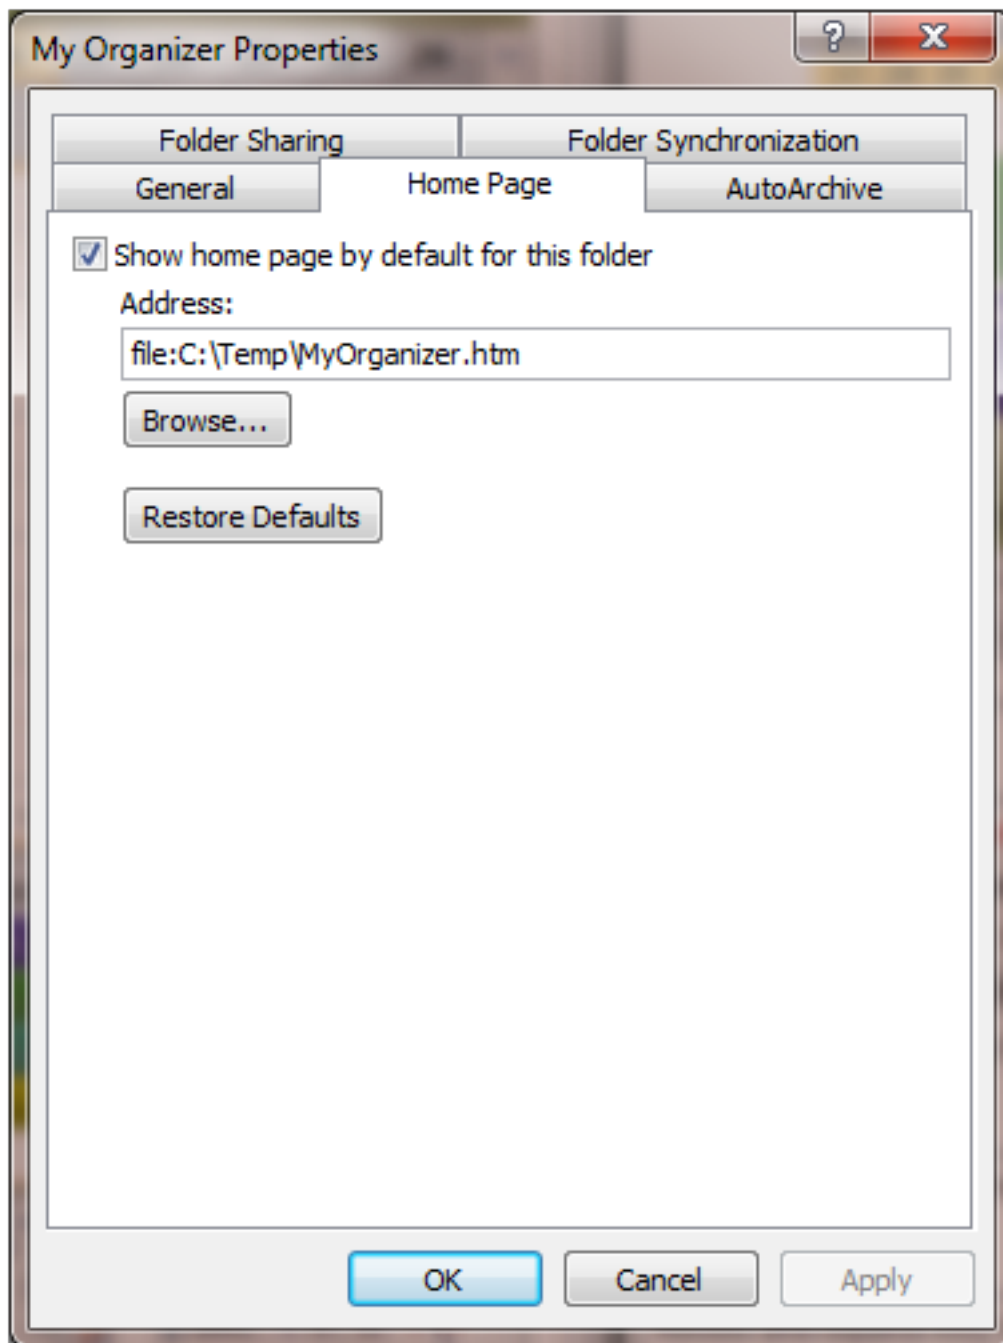 My Organizer Properties
?
X
Folder Sharing
Folder Synchronization
General
Home Page
AutoArchive
Show home page by default for this folder
Address:
file:C:\Temp\MyOrganizer.htm
Browse...
Restore Defaults
OK
Cancel
Apply